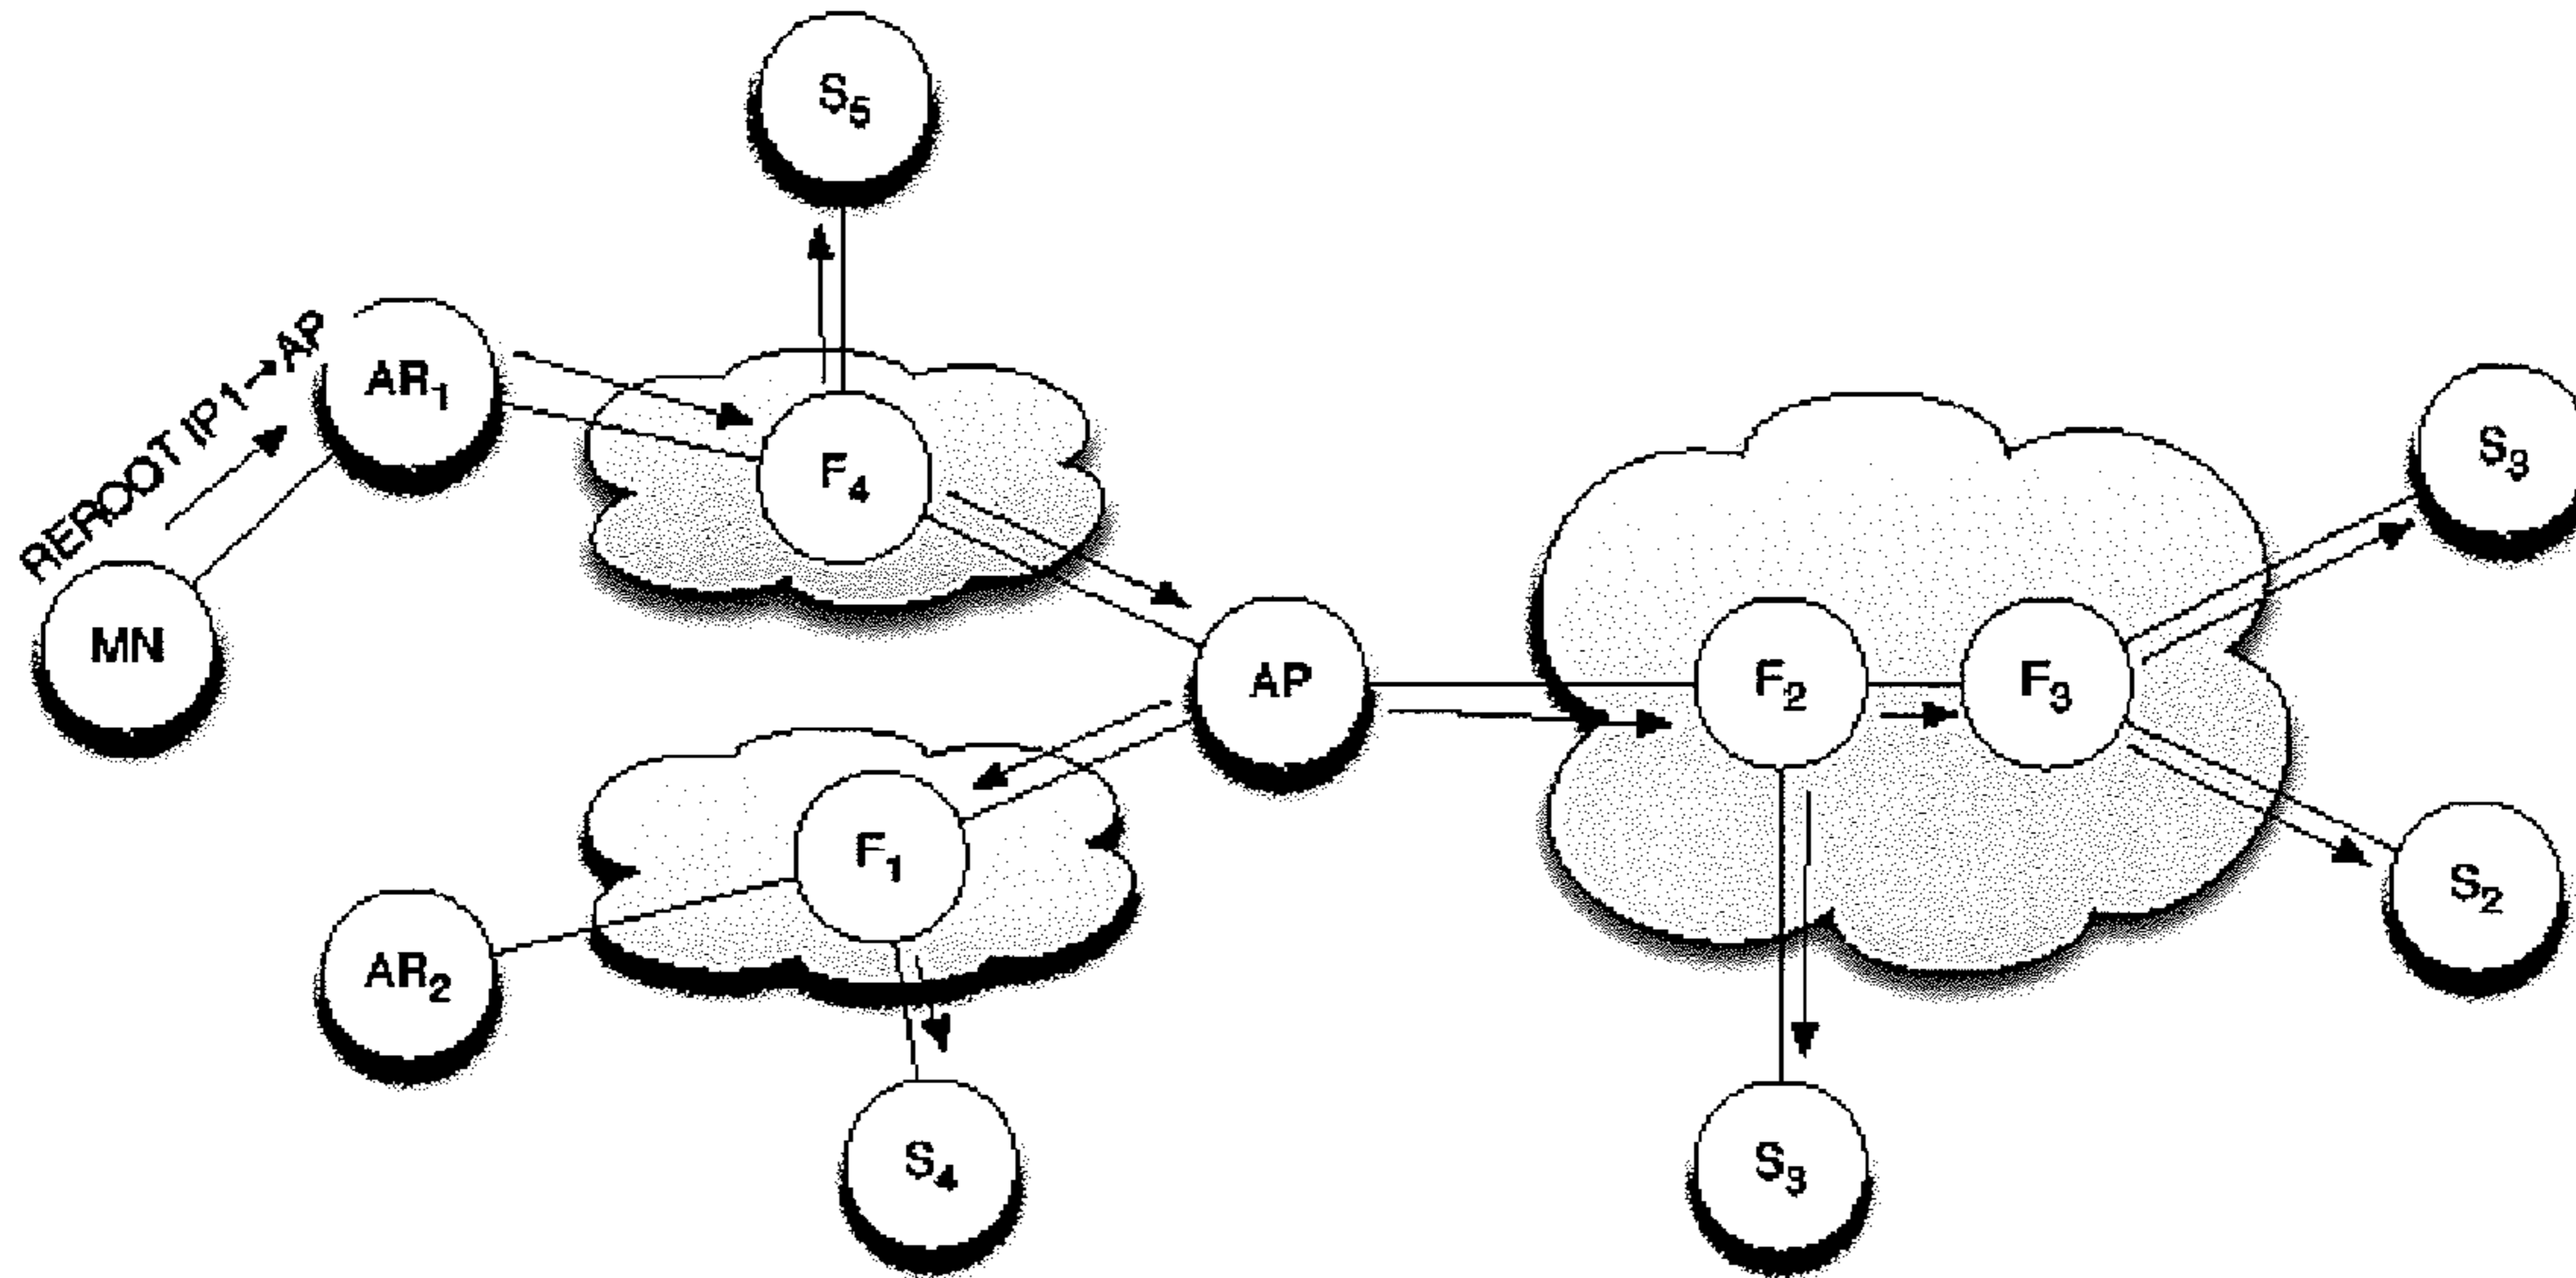 S5
REROOT IP1→AP
AR1
F4
S3
MN
AP
F2
F3
F1
S2
AR2
S4
S3